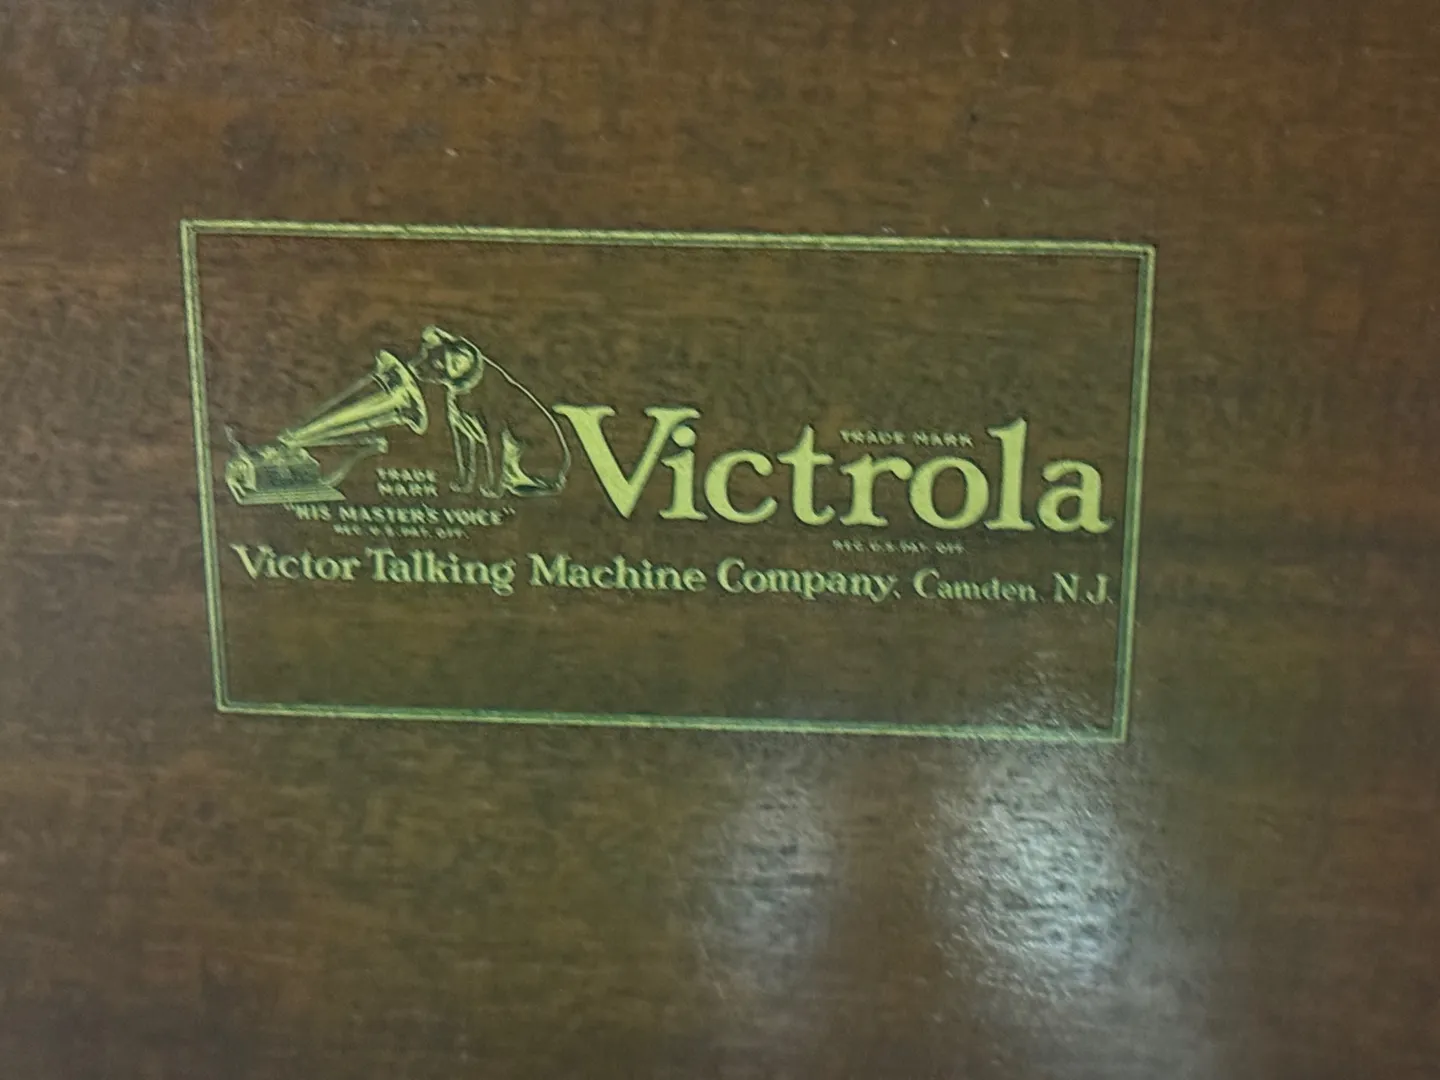 TRADE MARK
Victrola
TRADE
MARK
"HIS MASTER'S VOICE"
REG. U.S. PAT. OFF.
REG. U.S. PAT. OFF.
Victor Talking Machine Company, Camden, N.J.